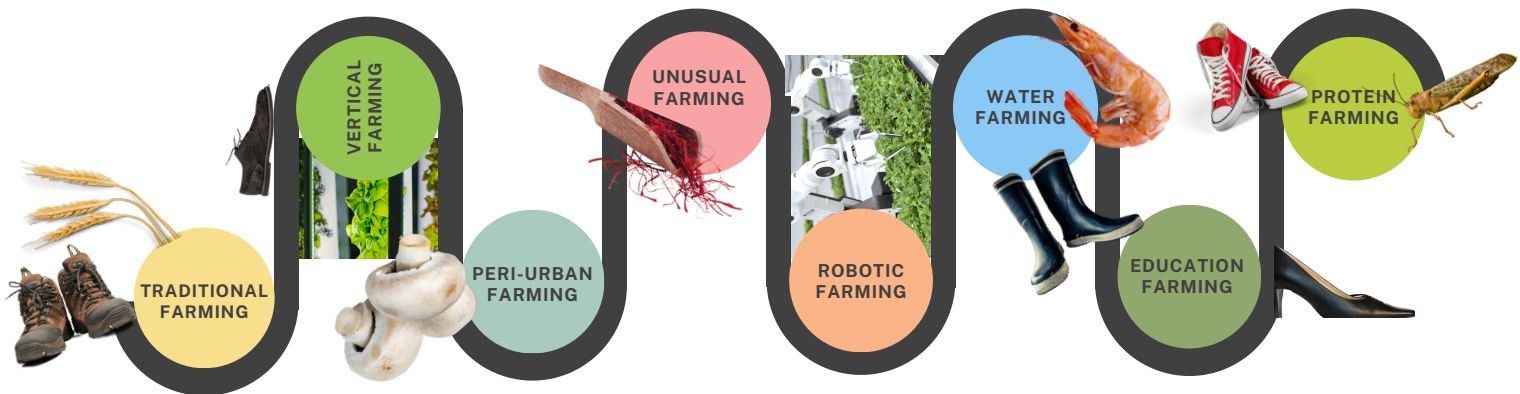 TRADITIONAL
FARMING
VERTICAL
FARMING
PERI-URBAN
FARMING
UNUSUAL
FARMING
ROBOTIC
FARMING
WATER
FARMING
EDUCATION
FARMING
PROTEIN
FARMING